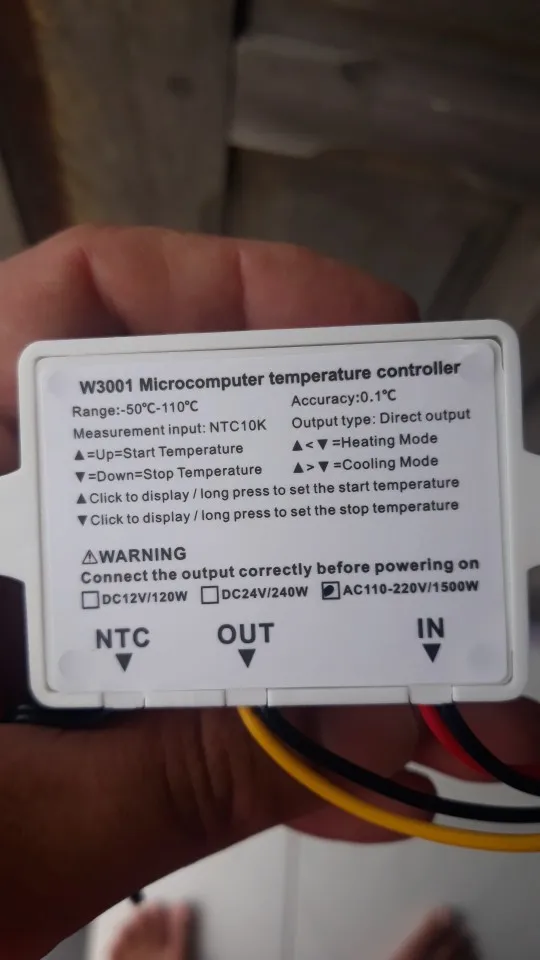 W3001 Microcomputer temperature controller
Range:-50℃-110℃ Accuracy:0.1℃
Measurement input: NTC10K Output type: Direct output
▲=Up=Start Temperature ▲<▼=Heating Mode
▼=Down=Stop Temperature ▲>▼=Cooling Mode
▲Click to display / long press to set the start temperature
▼Click to display / long press to set the stop temperature
⚠WARNING
Connect the output correctly before powering on
DC12V/120W DC24V/240W AC110-220V/1500W
NTC OUT IN
▼ ▼ ▼